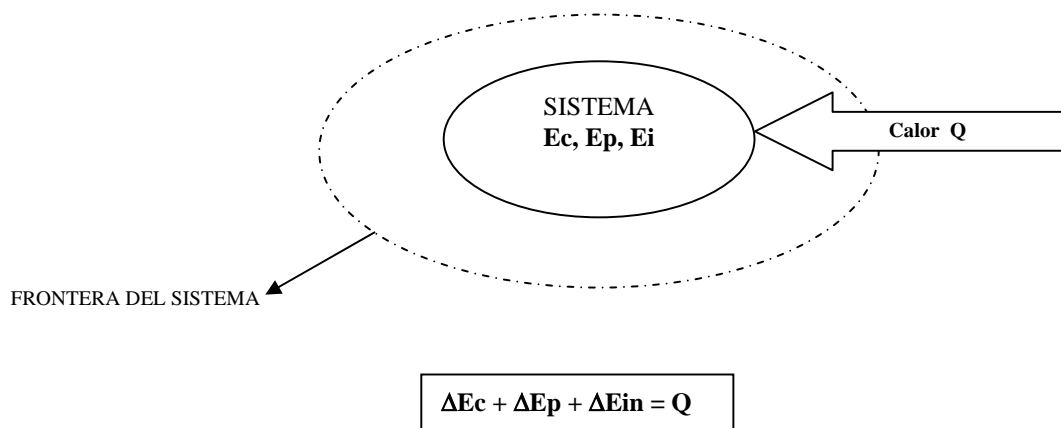 SISTEMA
Ec, Ep, Ei
Calor Q
FRONTERA DEL SISTEMA
ΔEc + ΔEp + ΔEin = Q